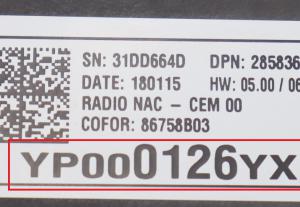 SN: 31DD664D DPN: 285836
DATE: 180115 HW: 05.00 / 06
RADIO NAC - CEM 00
COFOR: 86758B03
YP000126YX